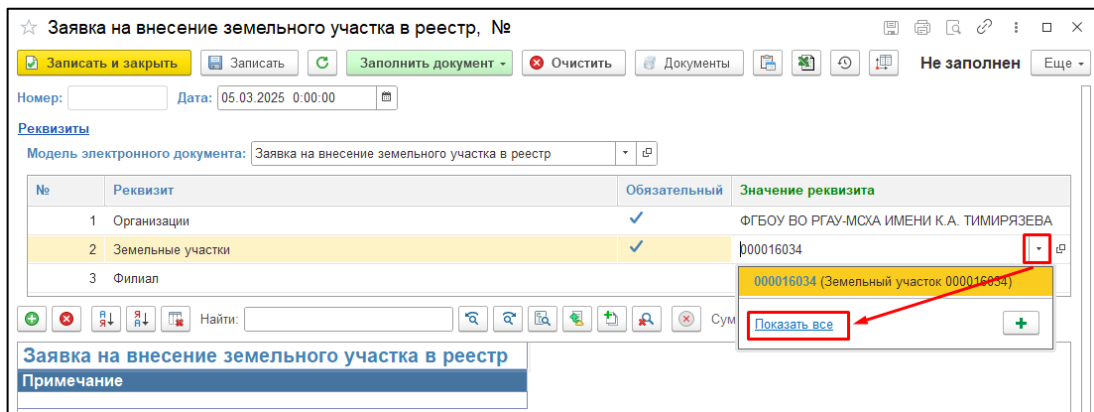 Заявка на внесение земельного участка в реестр, №
Записать и закрыть Записать Заполнить документ Очистить Документы Не заполнен Еще
Номер: Дата: 05.03.2025 0:00:00
Реквизиты
Модель электронного документа: Заявка на внесение земельного участка в реестр
№ Реквизит Обязательный Значение реквизита
1 Организации ФГБОУ ВО РГАУ-МСХА ИМЕНИ К.А. ТИМИРЯЗЕВА
2 Земельные участки 000016034
3 Филиал 000016034 (Земельный участок 000016034)
Найти: Сум
Показать все
Заявка на внесение земельного участка в реестр
Примечание